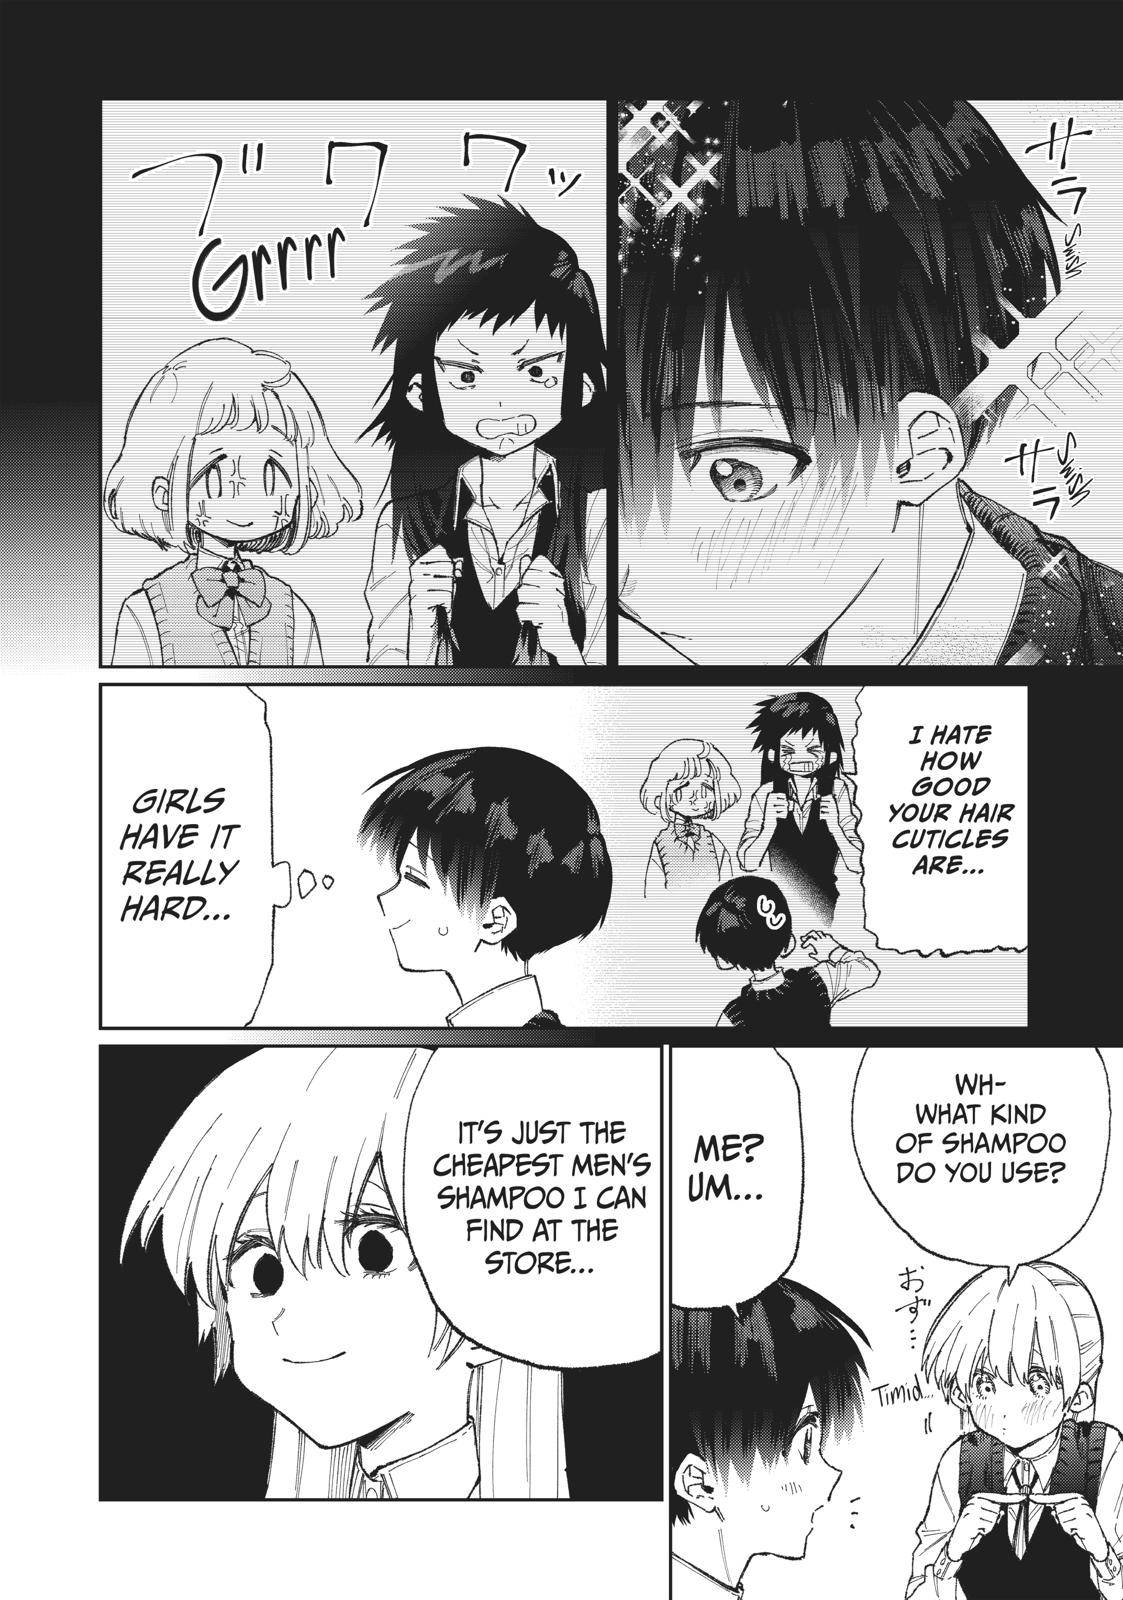 サラ
Swish
サラ
Swish
ブワワワッ
Grrrr
I HATE
HOW
GOOD
YOUR HAIR
CUTICLES
ARE...
GIRLS
HAVE IT
REALLY
HARD...
WH-
WHAT KIND
OF SHAMPOO
DO YOU USE?
おず…
Timid...
ME?
UM...
IT'S JUST THE
CHEAPEST MEN'S
SHAMPOO I CAN
FIND AT THE
STORE...